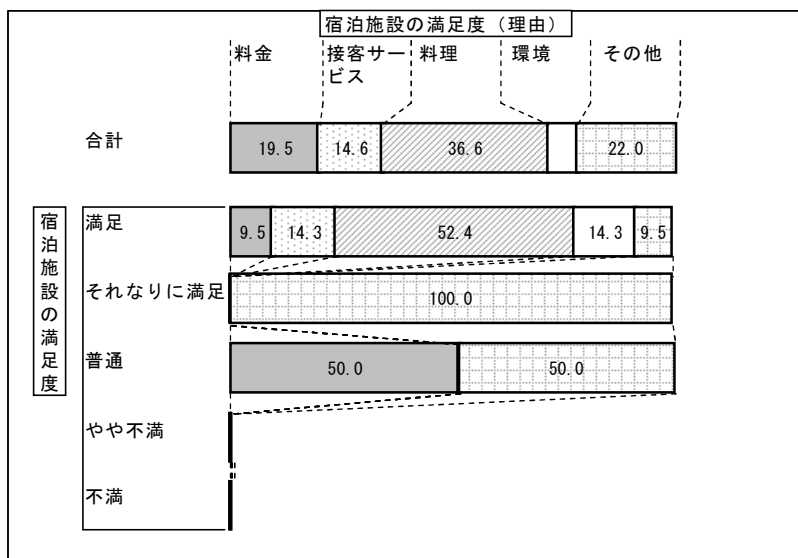 宿泊施設の満足度（理由）
料金
接客サー
ビス
料理
環境
その他
合計
19.5
14.6
36.6
22.0
宿泊施設の満足度
満足
9.5
14.3
52.4
14.3
9.5
それなりに満足
100.0
普通
50.0
50.0
やや不満
不満